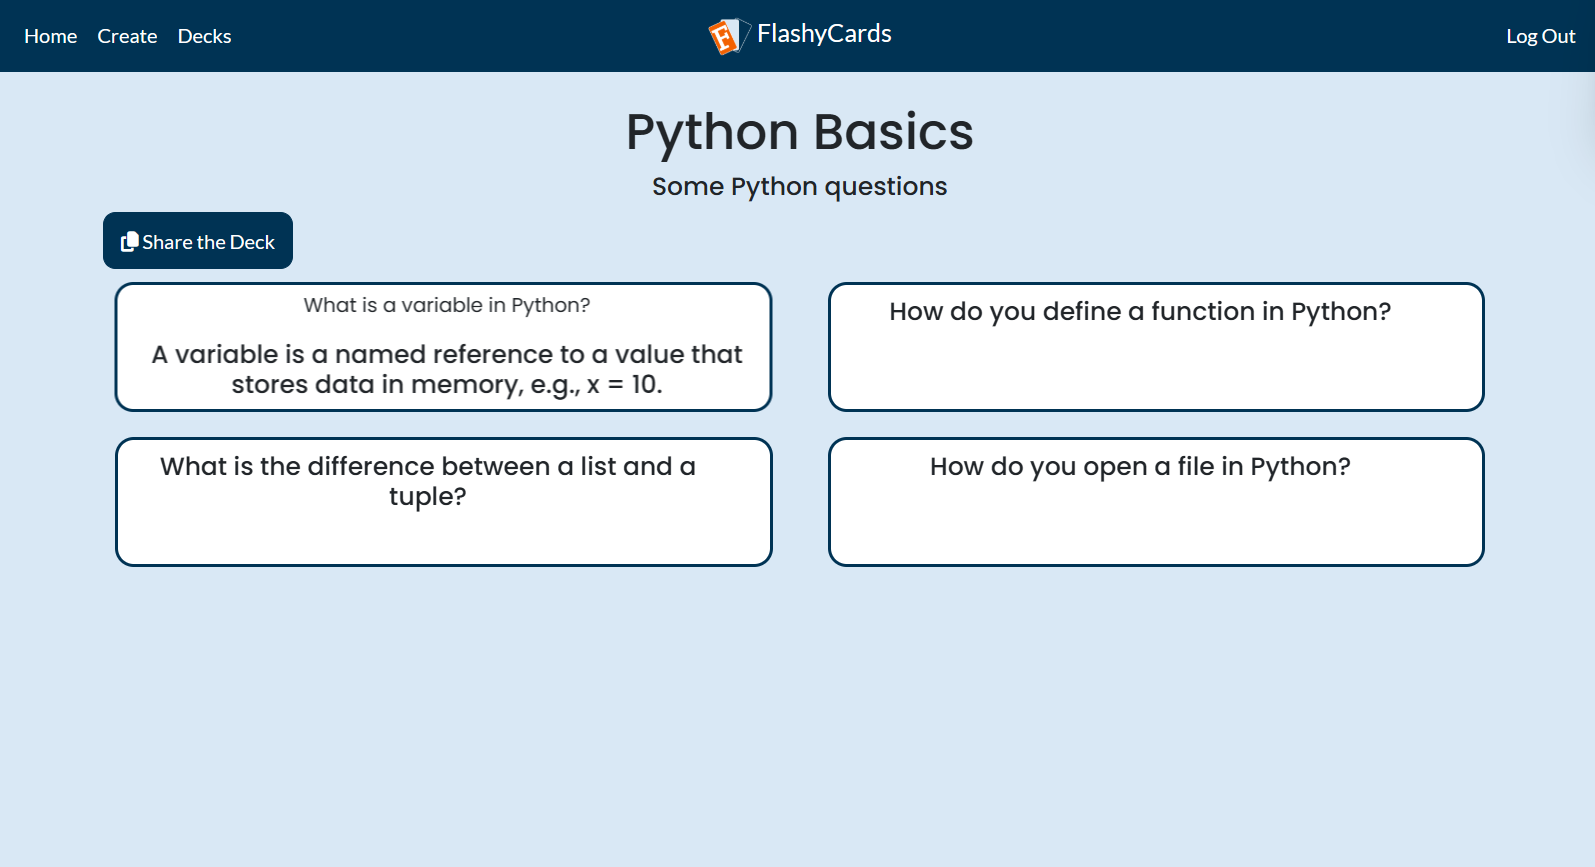 Home Create Decks
FlashyCards
Log Out
Python Basics
Some Python questions
Share the Deck
What is a variable in Python?
A variable is a named reference to a value that
stores data in memory, e.g., x = 10.
How do you define a function in Python?
What is the difference between a list and a
tuple?
How do you open a file in Python?